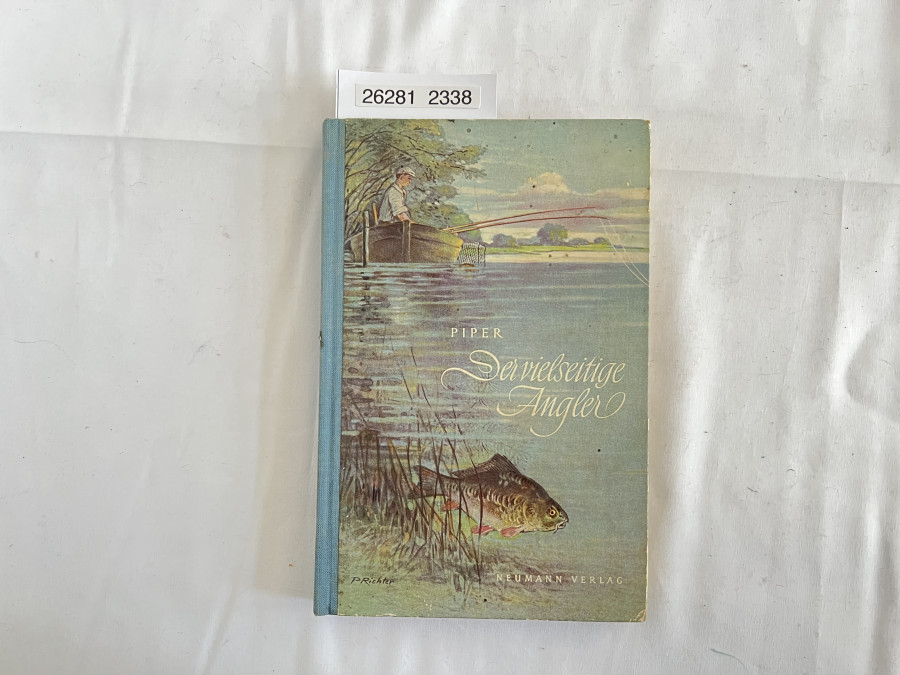 26281 2338
PIPER
Der vielseitige
Angler
P. Richter
NEUMANN VERLAG